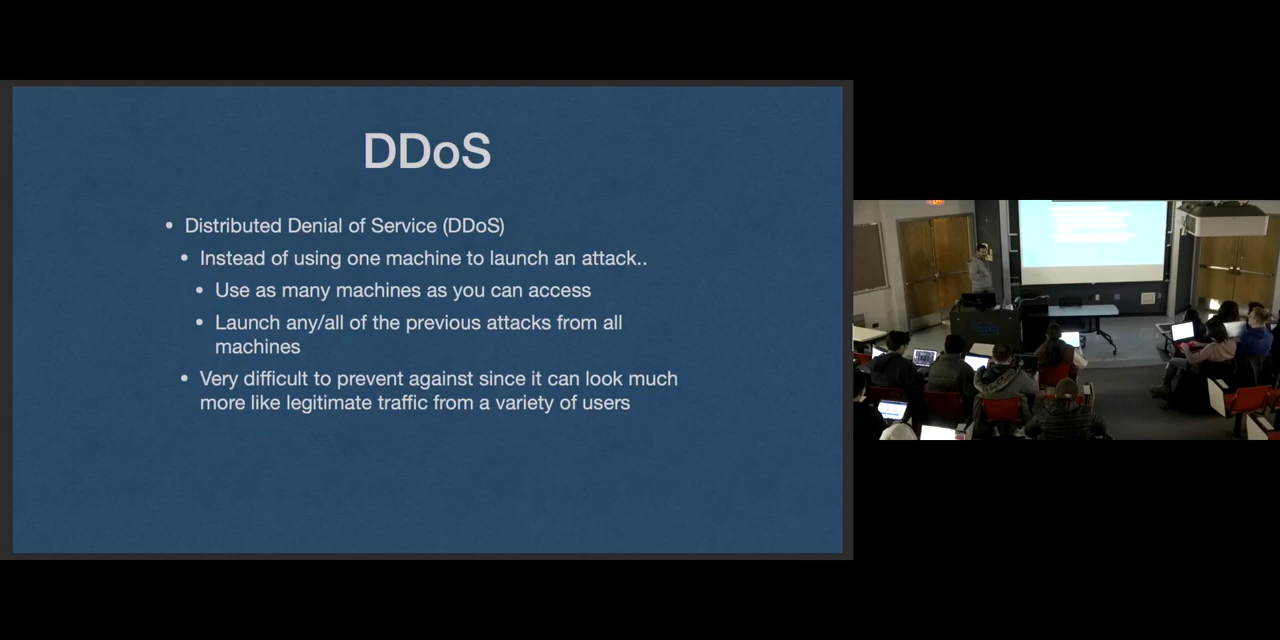 DDoS
• Distributed Denial of Service (DDoS)
• Instead of using one machine to launch an attack..
• Use as many machines as you can access
• Launch any/all of the previous attacks from all
machines
• Very difficult to prevent against since it can look much
more like legitimate traffic from a variety of users